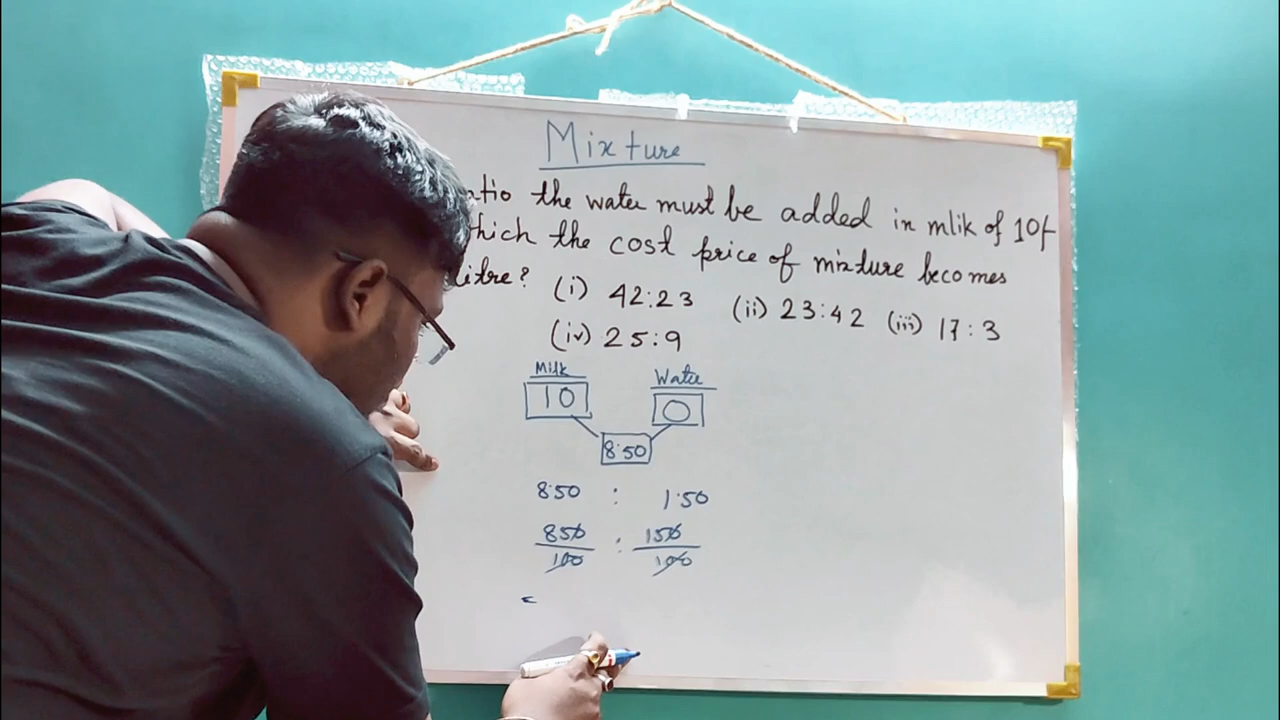 Mixture
the water must be added in mlik of 10₹
which the cost price of mixture becomes
litre? (i) 42:23 (ii) 23:42 (iii) 17:3
(iv) 25:9
Milk Water
10 0
8.50
8.50 : 1.50
850/100 : 150/100